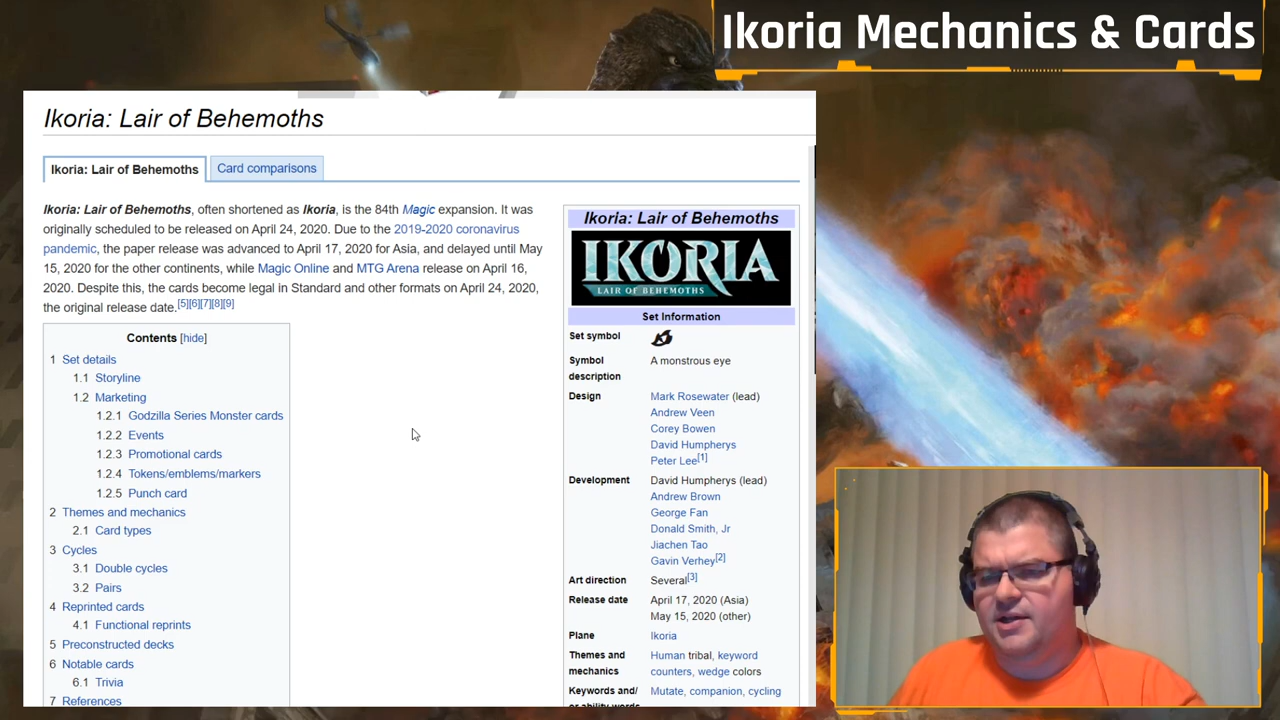 Ikoria Mechanics & Cards
Ikoria: Lair of Behemoths
Ikoria: Lair of Behemoths
Card comparisons
Ikoria: Lair of Behemoths, often shortened as Ikoria, is the 84th Magic expansion. It was
originally scheduled to be released on April 24, 2020. Due to the 2019-2020 coronavirus
pandemic, the paper release was advanced to April 17, 2020 for Asia, and delayed until May
15, 2020 for the other continents, while Magic Online and MTG Arena release on April 16,
2020. Despite this, the cards become legal in Standard and other formats on April 24, 2020,
the original release date.[5][6][7][8][9]
Contents [hide]
1 Set details
1.1 Storyline
1.2 Marketing
1.2.1 Godzilla Series Monster cards
1.2.2 Events
1.2.3 Promotional cards
1.2.4 Tokens/emblems/markers
1.2.5 Punch card
2 Themes and mechanics
2.1 Card types
3 Cycles
3.1 Double cycles
3.2 Pairs
4 Reprinted cards
4.1 Functional reprints
5 Preconstructed decks
6 Notable cards
6.1 Trivia
7 References
Ikoria: Lair of Behemoths
IKORIA
LAIR OF BEHEMOTHS
Set Information
Set symbol
Symbol description
A monstrous eye
Design
Mark Rosewater (lead)
Andrew Veen
Corey Bowen
David Humpherys
Peter Lee[1]
Development
David Humpherys (lead)
Andrew Brown
George Fan
Donald Smith, Jr
Jiachen Tao
Gavin Verhey[2]
Art direction
Several[3]
Release date
April 17, 2020 (Asia)
May 15, 2020 (other)
Plane
Ikoria
Themes and mechanics
Human tribal, keyword
counters, wedge colors
Keywords and/
or ability words
Mutate, companion, cycling